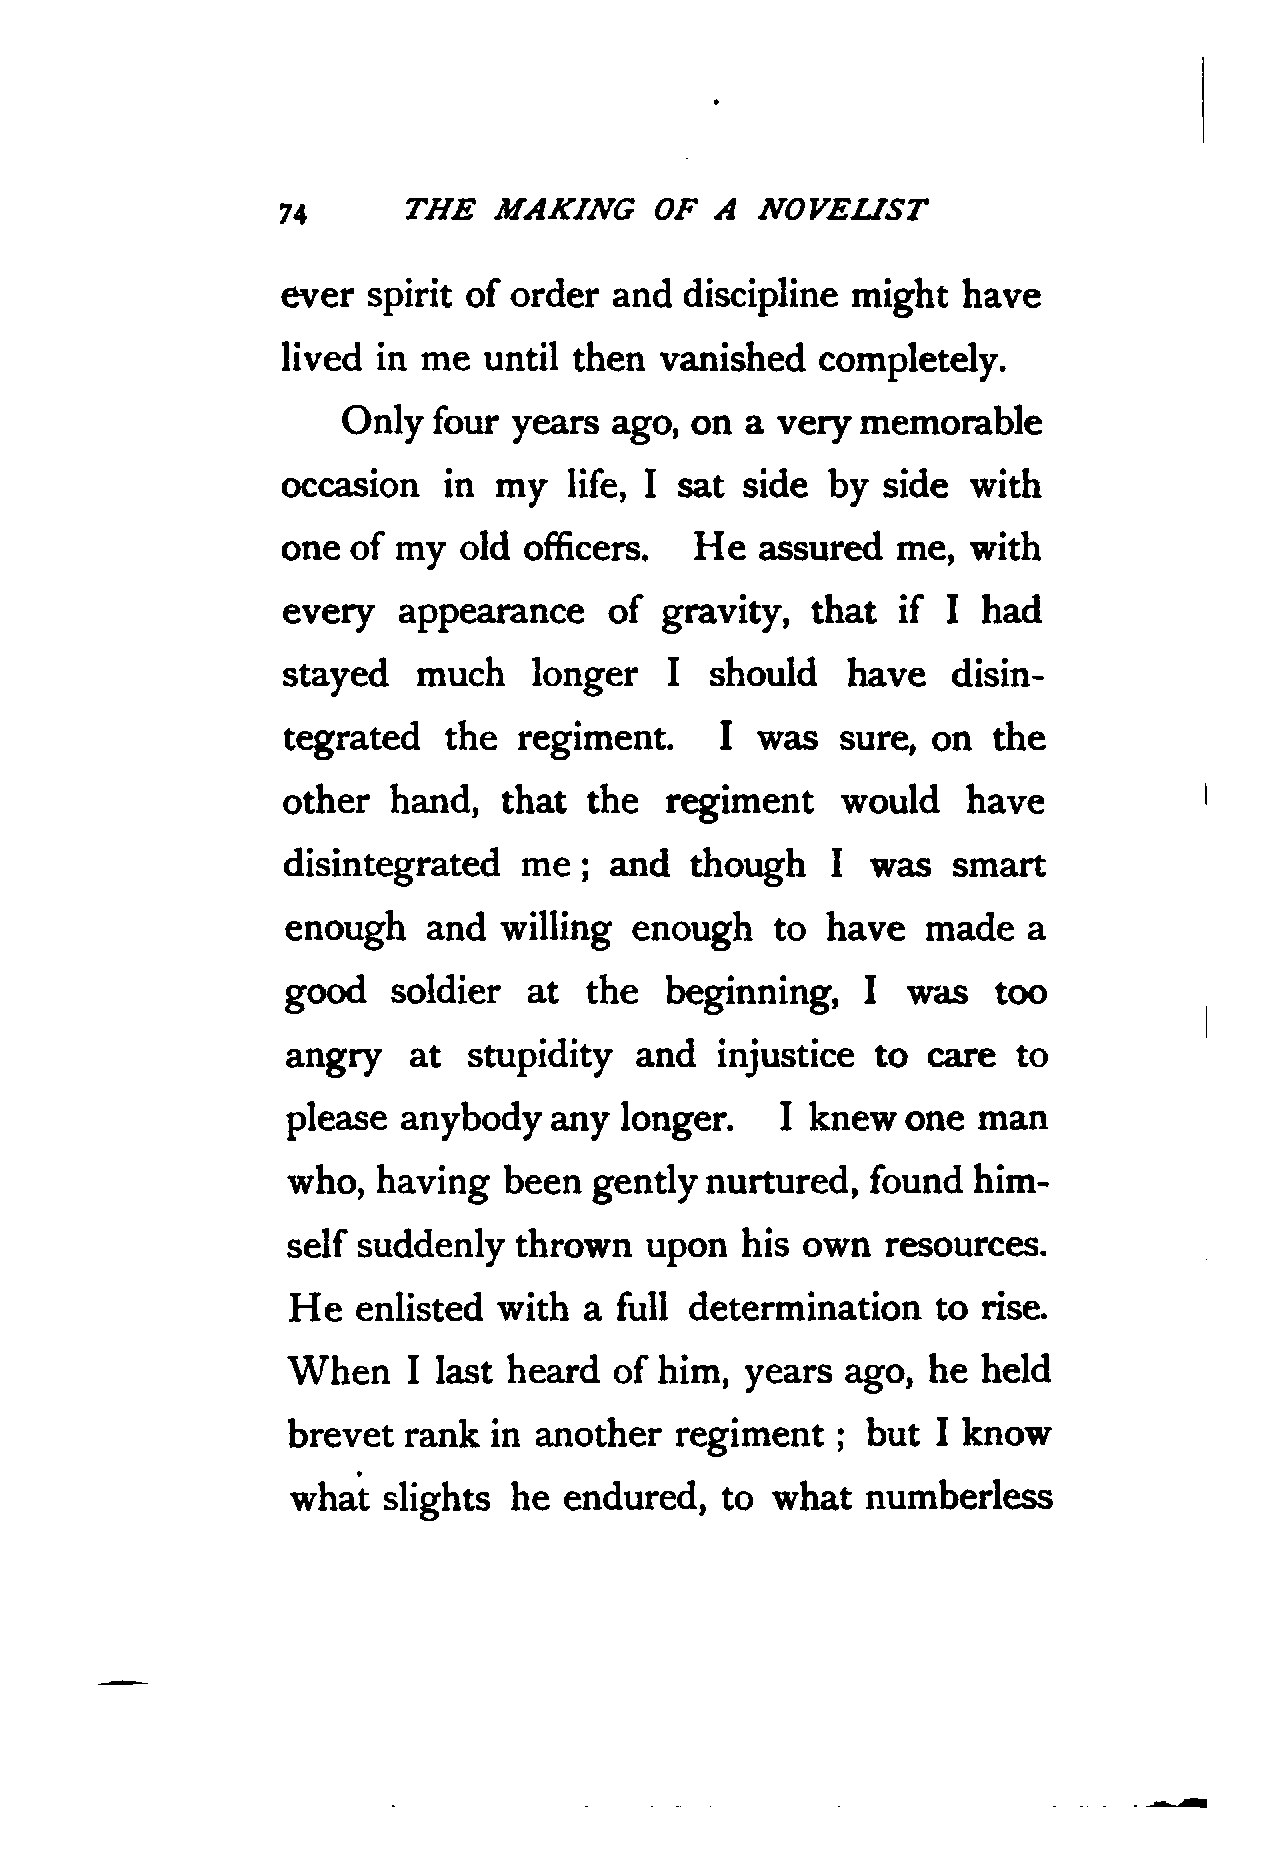 74 THE MAKING OF A NOVELIST
ever spirit of order and discipline might have
lived in me until then vanished completely.
Only four years ago, on a very memorable
occasion in my life, I sat side by side with
one of my old officers. He assured me, with
every appearance of gravity, that if I had
stayed much longer I should have disin-
tegrated the regiment. I was sure, on the
other hand, that the regiment would have
disintegrated me ; and though I was smart
enough and willing enough to have made a
good soldier at the beginning, I was too
angry at stupidity and injustice to care to
please anybody any longer. I knew one man
who, having been gently nurtured, found him-
self suddenly thrown upon his own resources.
He enlisted with a full determination to rise.
When I last heard of him, years ago, he held
brevet rank in another regiment ; but I know
what slights he endured, to what numberless